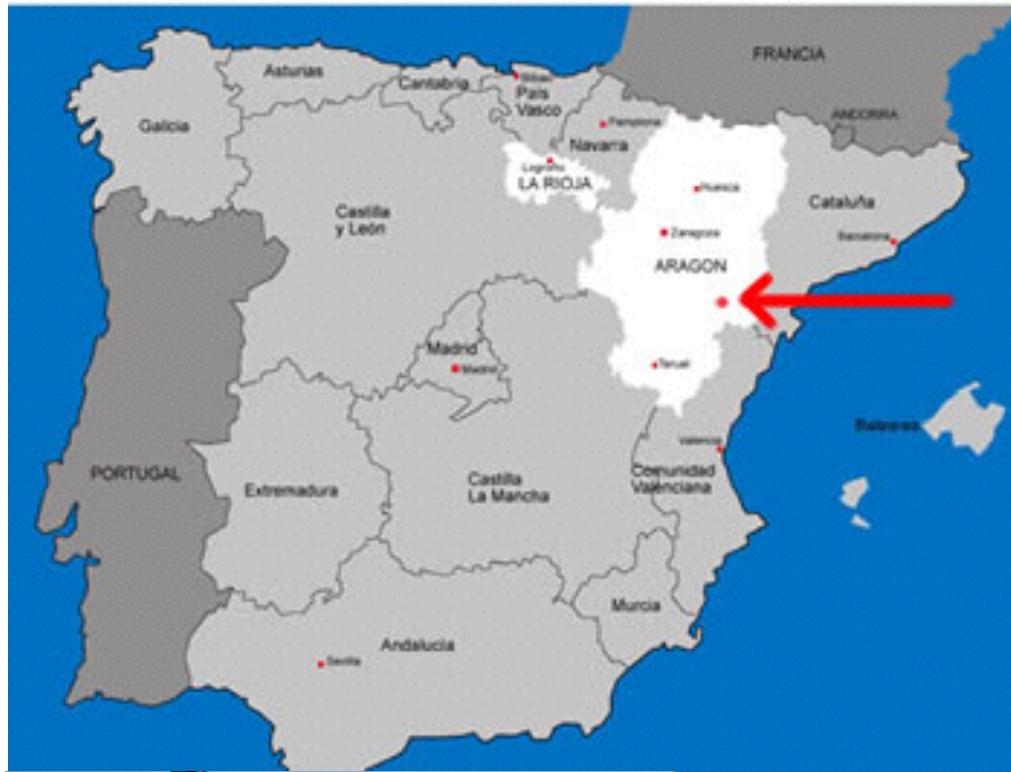 FRANCIA
Asturias
Cantabria
Bilbao
País
Vasco
ANDORRA
Galicia
Pamplona
Navarra
Logroño
LA RIOJA
Huesca
Cataluña
Castilla
y León
Zaragoza
Barcelona
ARAGON
Madrid
Madrid
Teruel
Baleares
Valencia
PORTUGAL
Extremadura
Castilla
La Mancha
Comunidad
Valenciana
Murcia
Andalucia
Sevilla